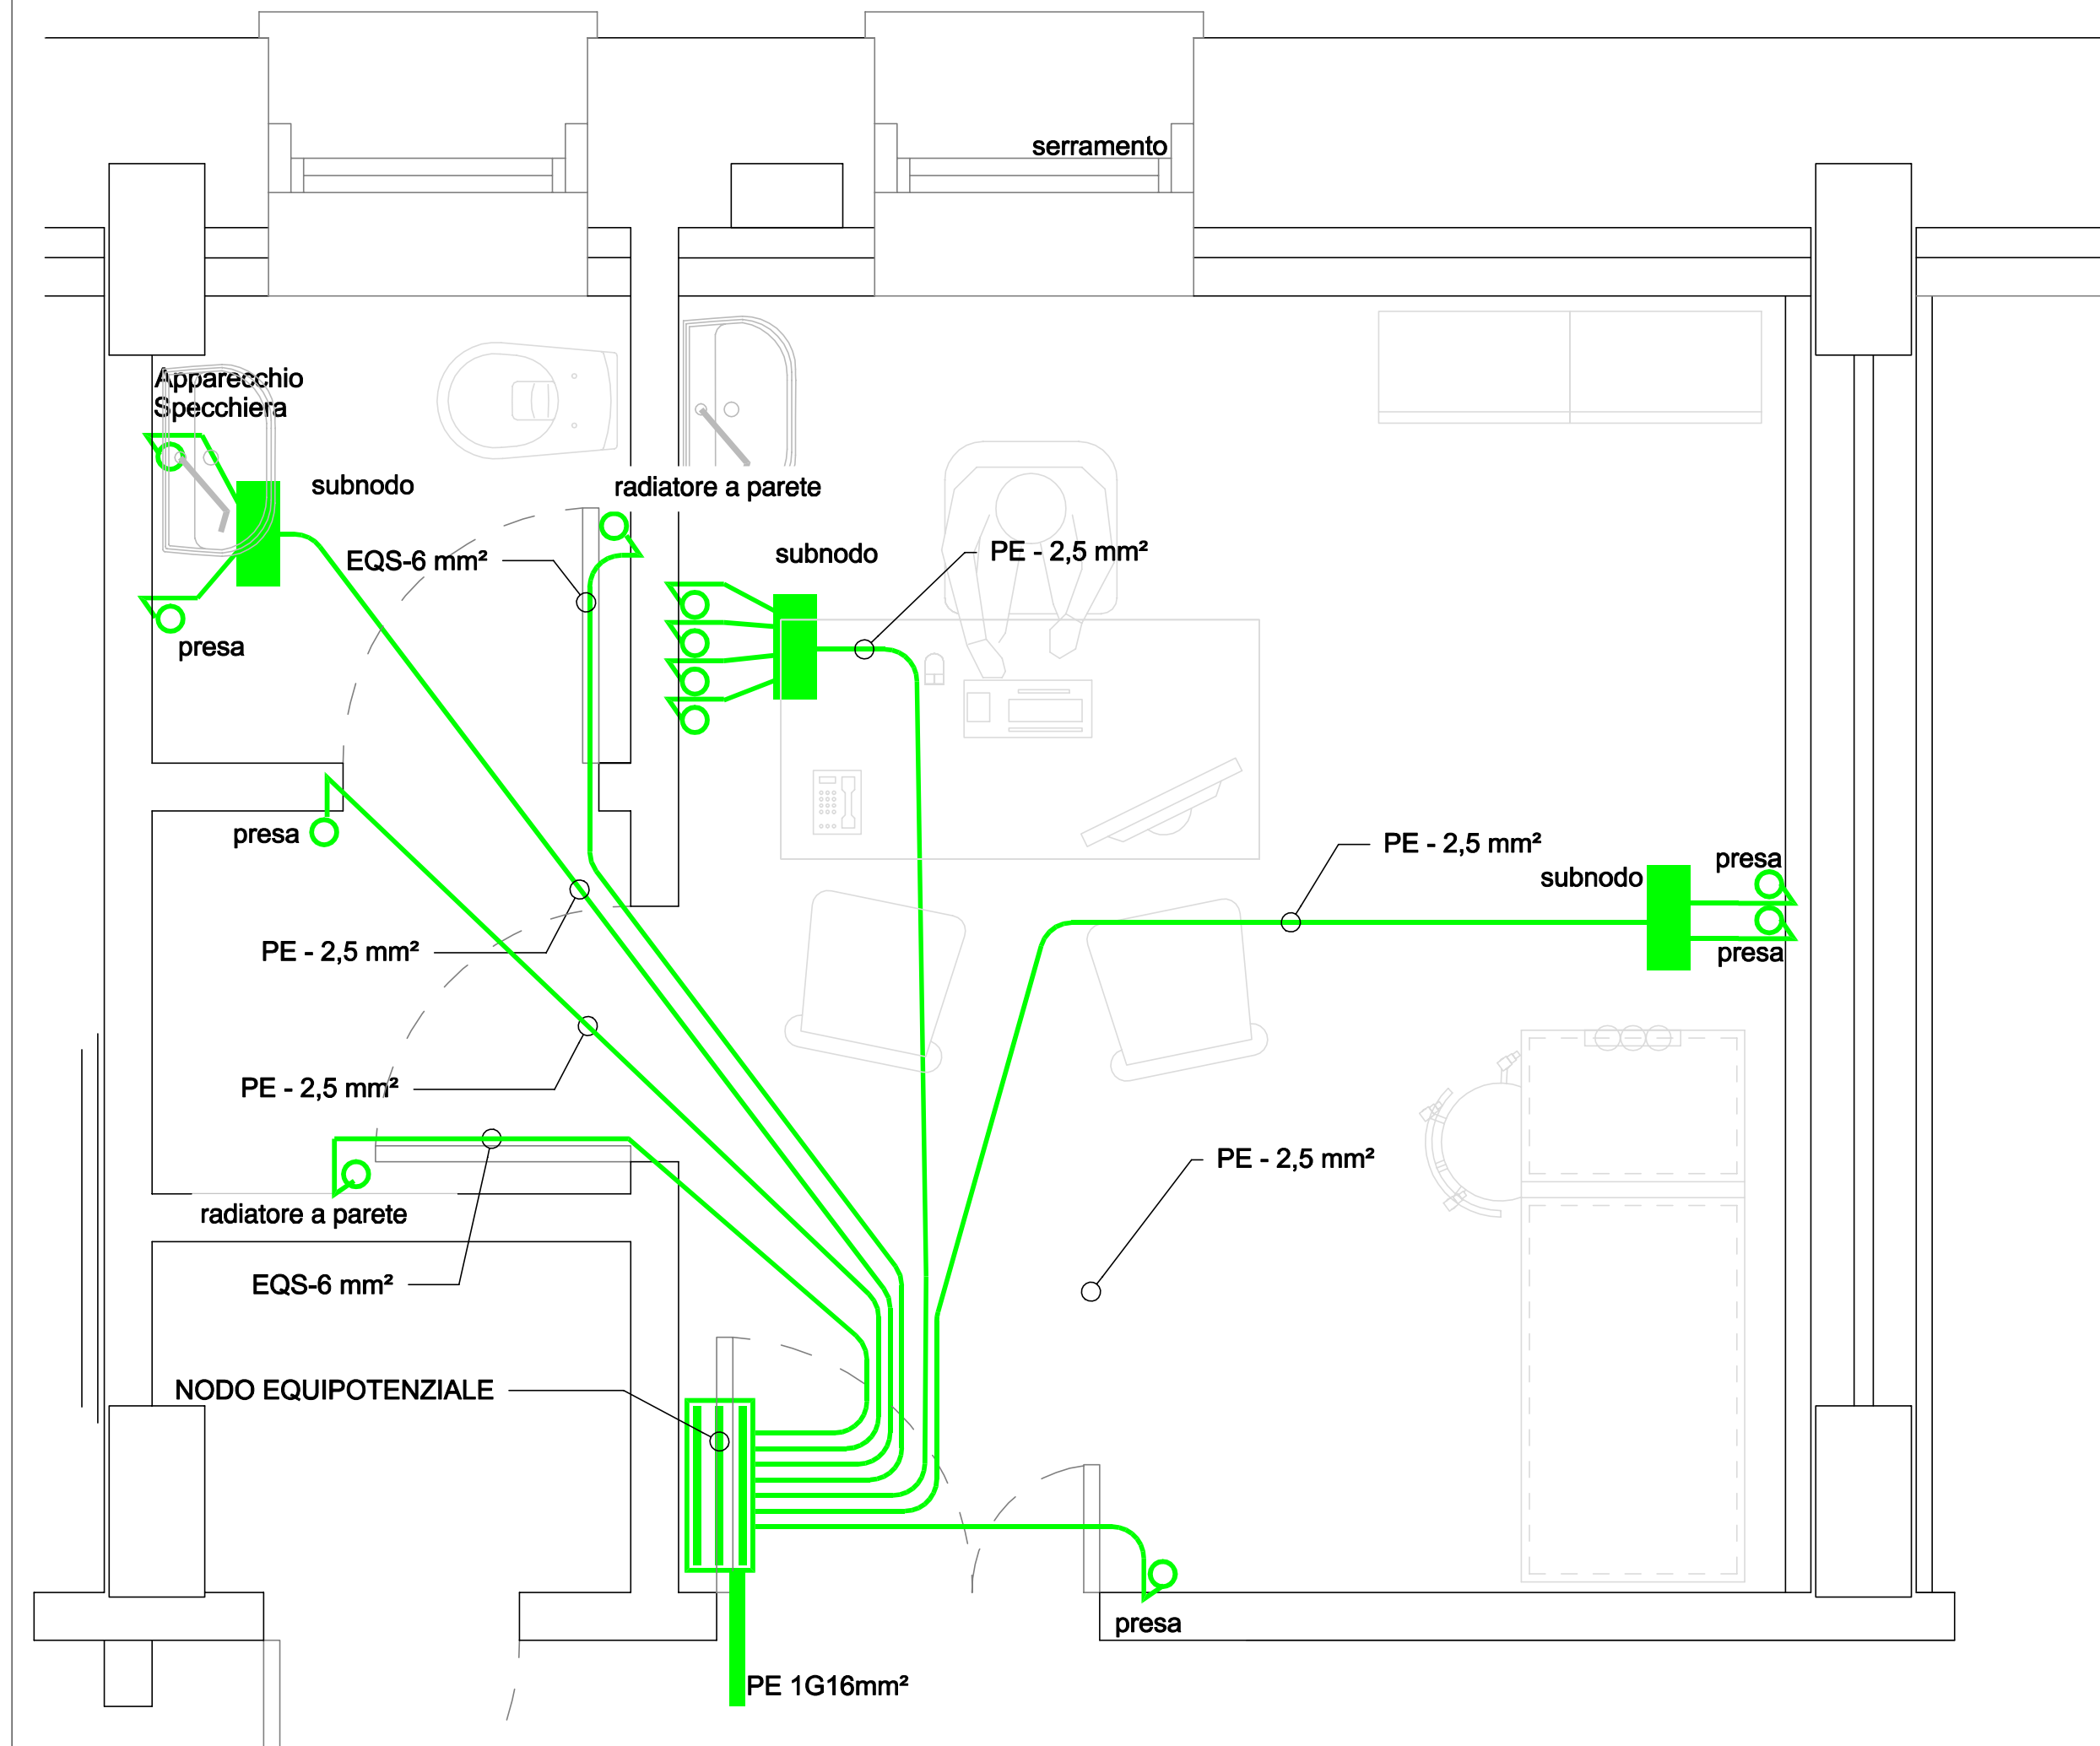 serramento
Apparecchio
Specchiera
subnodo
radiatore a parete
EQS-6 mm²
subnodo
PE - 2,5 mm²
presa
presa
PE - 2,5 mm²
presa
subnodo
presa
PE - 2,5 mm²
PE - 2,5 mm²
PE - 2,5 mm²
radiatore a parete
EQS-6 mm²
NODO EQUIPOTENZIALE
presa
PE 1G16mm²